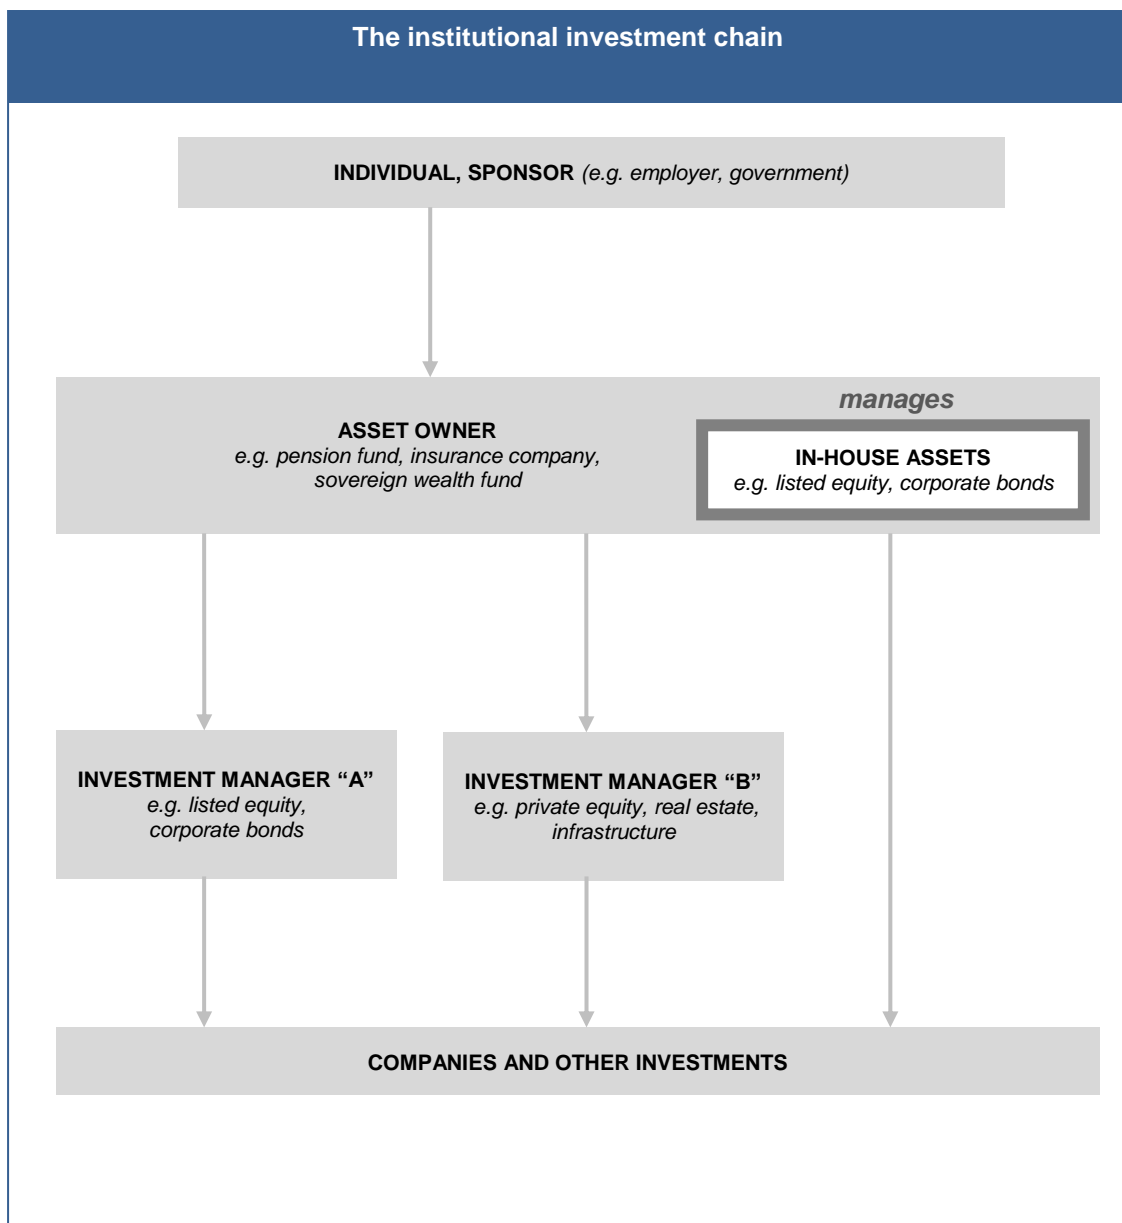 The institutional investment chain
INDIVIDUAL, SPONSOR (e.g. employer, government)
manages
ASSET OWNER
e.g. pension fund, insurance company,
sovereign wealth fund
IN-HOUSE ASSETS
e.g. listed equity, corporate bonds
INVESTMENT MANAGER “A”
e.g. listed equity,
corporate bonds
INVESTMENT MANAGER “B”
e.g. private equity, real estate,
infrastructure
COMPANIES AND OTHER INVESTMENTS